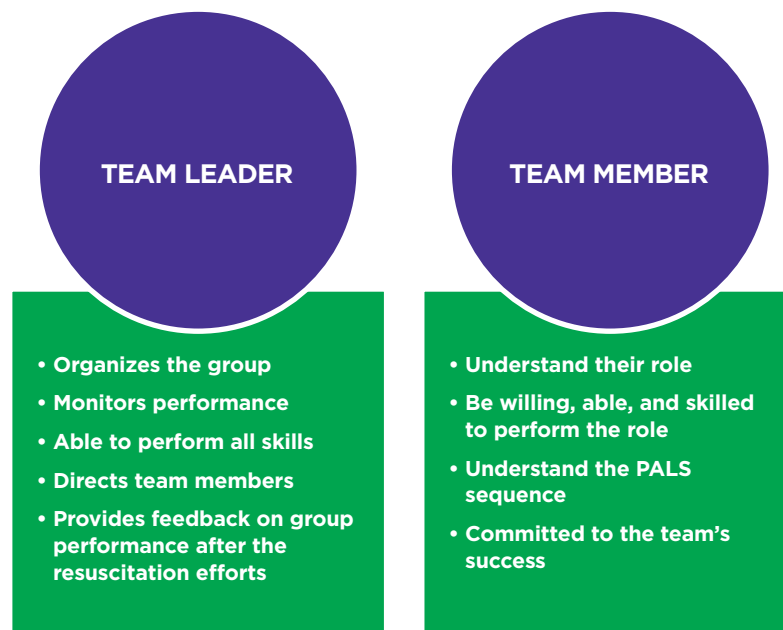 TEAM LEADER
• Organizes the group
• Monitors performance
• Able to perform all skills
• Directs team members
• Provides feedback on group
performance after the
resuscitation efforts
TEAM MEMBER
• Understand their role
• Be willing, able, and skilled
to perform the role
• Understand the PALS
sequence
• Committed to the team’s
success